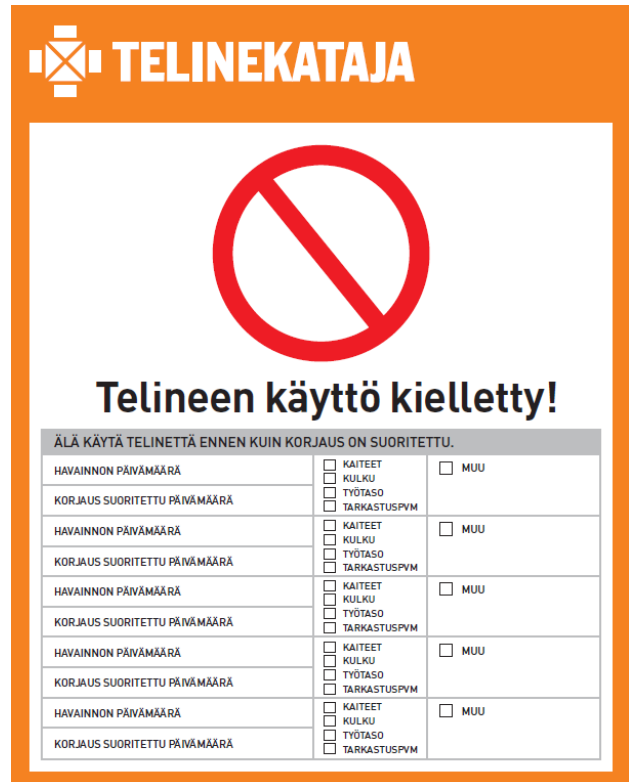 TELINEKATAJA
Telineen käyttö kielletty!
ÄLÄ KÄYTÄ TELINETTÄ ENNEN KUIN KORJAUS ON SUORITETTU.
HAVAINNON PÄIVÄMÄÄRÄ
KORJAUS SUORITETTU PÄIVÄMÄÄRÄ
KAITEET
KULKU
TYÖTASO
TARKASTUSPVM
MUU
HAVAINNON PÄIVÄMÄÄRÄ
KORJAUS SUORITETTU PÄIVÄMÄÄRÄ
KAITEET
KULKU
TYÖTASO
TARKASTUSPVM
MUU
HAVAINNON PÄIVÄMÄÄRÄ
KORJAUS SUORITETTU PÄIVÄMÄÄRÄ
KAITEET
KULKU
TYÖTASO
TARKASTUSPVM
MUU
HAVAINNON PÄIVÄMÄÄRÄ
KORJAUS SUORITETTU PÄIVÄMÄÄRÄ
KAITEET
KULKU
TYÖTASO
TARKASTUSPVM
MUU
HAVAINNON PÄIVÄMÄÄRÄ
KORJAUS SUORITETTU PÄIVÄMÄÄRÄ
KAITEET
KULKU
TYÖTASO
TARKASTUSPVM
MUU